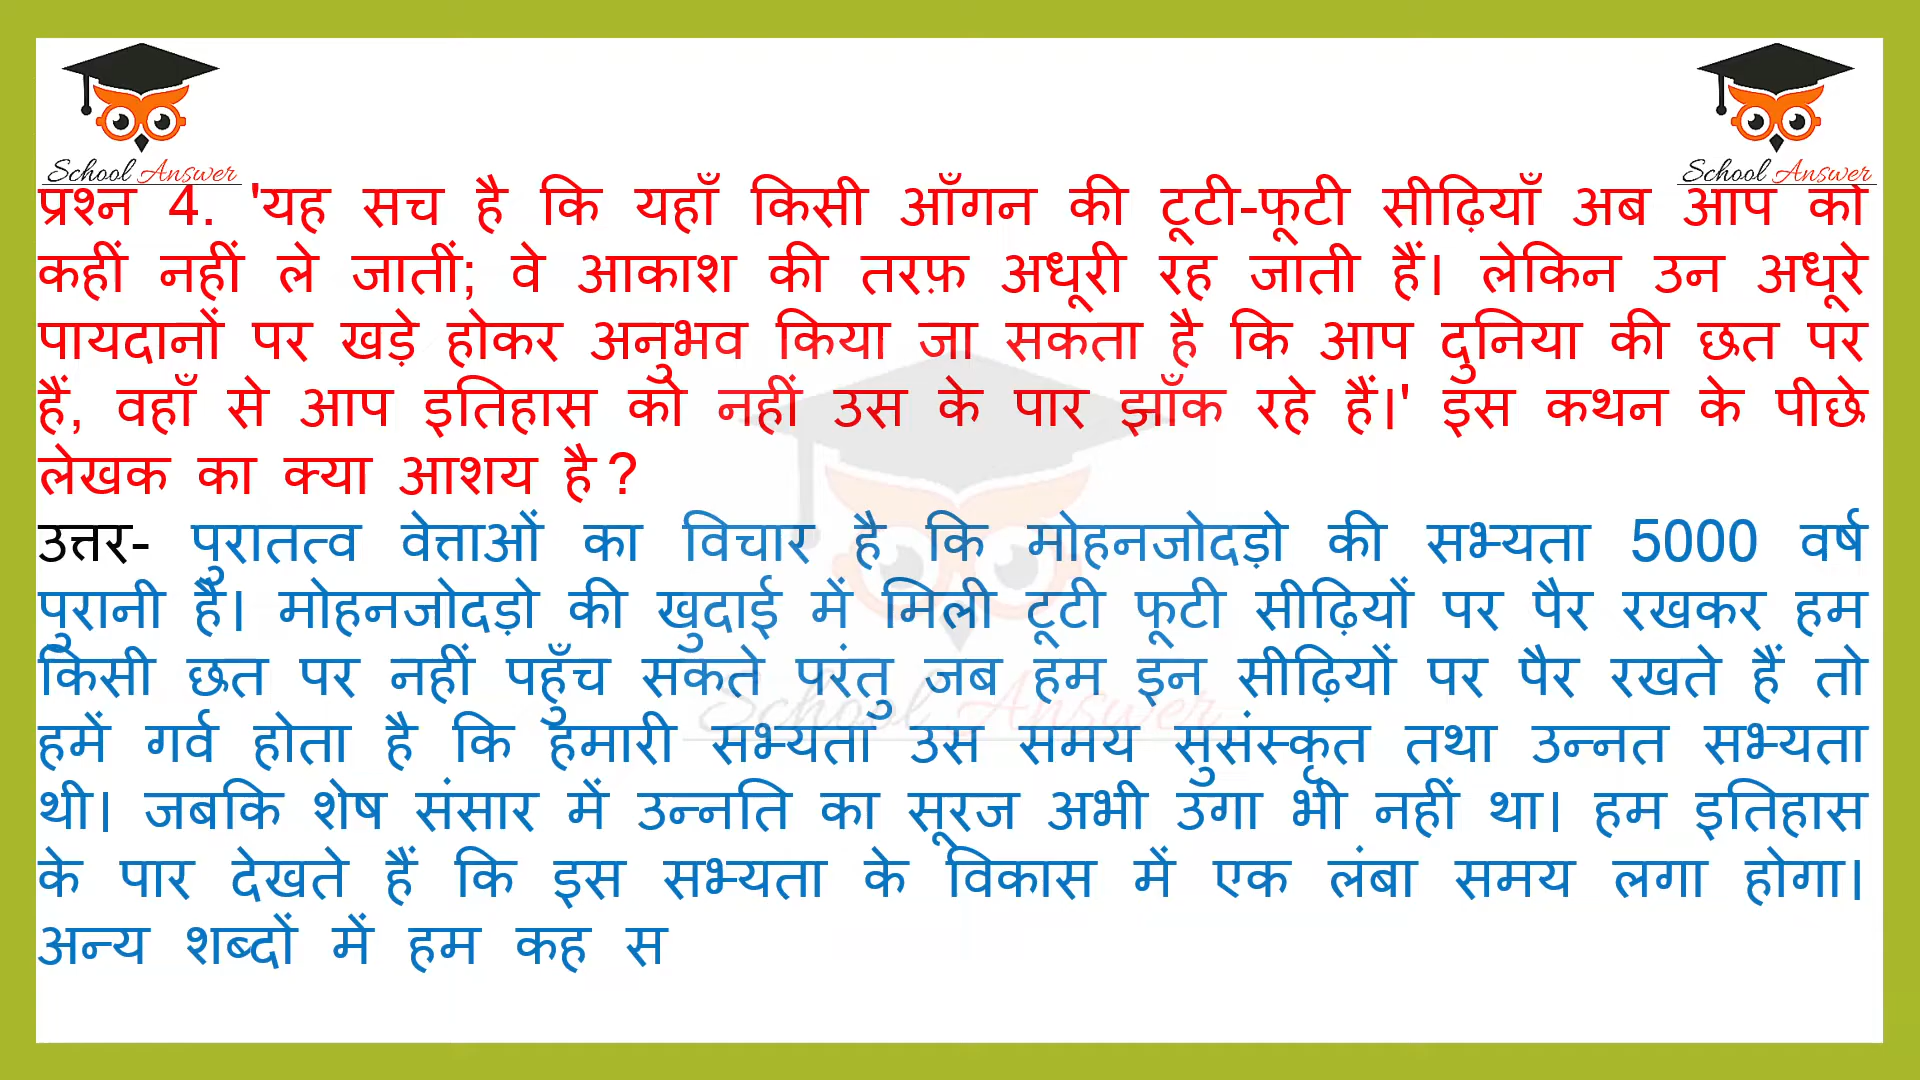 School Answer
School Answer
प्रश्न 4. 'यह सच है कि यहाँ किसी आँगन की टूटी-फूटी सीढ़ियाँ अब आप को
कहीं नहीं ले जातीं; वे आकाश की तरफ़ अधूरी रह जाती हैं। लेकिन उन अधूरे
पायदानों पर खड़े होकर अनुभव किया जा सकता है कि आप दुनिया की छत पर
हैं, वहाँ से आप इतिहास को नहीं उस के पार झाँक रहे हैं।' इस कथन के पीछे
लेखक का क्या आशय है ?
उत्तर- पुरातत्व वेत्ताओं का विचार है कि मोहनजोदड़ो की सभ्यता 5000 वर्ष
पुरानी है। मोहनजोदड़ो की खुदाई में मिली टूटी फूटी सीढ़ियों पर पैर रखकर हम
किसी छत पर नहीं पहुँच सकते परंतु जब हम इन सीढ़ियों पर पैर रखते हैं तो
हमें गर्व होता है कि हमारी सभ्यता उस समय सुसंस्कृत तथा उन्नत सभ्यता
थी। जबकि शेष संसार में उन्नति का सूरज अभी उगा भी नहीं था। हम इतिहास
के पार देखते हैं कि इस सभ्यता के विकास में एक लंबा समय लगा होगा।
अन्य शब्दों में हम कह स
School Answer